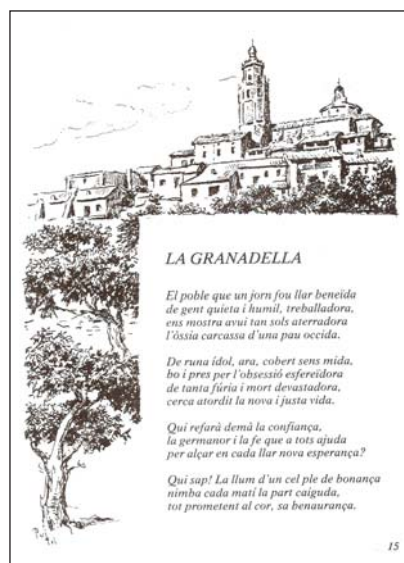 LA GRANADELLA
El poble que un jorn fou llar beneïda
de gent quieta i humil, treballadora,
ens mostra avui tan sols aterradora
l'òssia carcassa d'una pau occida.
De runa ídol, ara, cobert sens mida,
bo i pres per l'obsessió esfereïdora
de tanta fúria i mort devastadora,
cerca atordit la nova i justa vida.
Qui refarà demà la confiança,
la germanor i la fe que a tots ajuda
per alçar en cada llar nova esperança?
Qui sap! La llum d'un cel ple de bonança
nimba cada matí la part caiguda,
tot prometent al cor, sa benaurança.
15